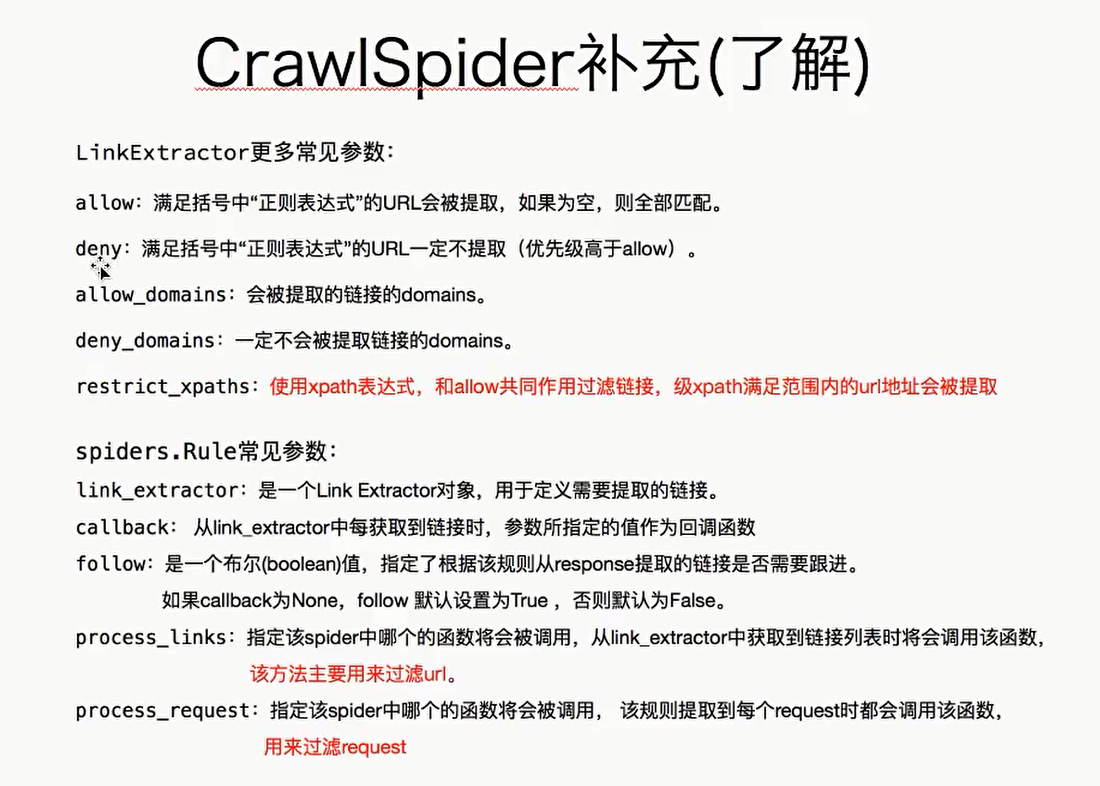 CrawlSpider补充(了解)
LinkExtractor更多常见参数：
allow：满足括号中“正则表达式”的URL会被提取，如果为空，则全部匹配。
deny：满足括号中“正则表达式”的URL一定不提取（优先级高于allow）。
allow_domains：会被提取的链接的domains。
deny_domains：一定不会被提取链接的domains。
restrict_xpaths：使用xpath表达式，和allow共同作用过滤链接，级xpath满足范围内的url地址会被提取
spiders.Rule常见参数：
link_extractor：是一个Link Extractor对象，用于定义需要提取的链接。
callback： 从link_extractor中每获取到链接时，参数所指定的值作为回调函数
follow：是一个布尔(boolean)值，指定了根据该规则从response提取的链接是否需要跟进。
如果callback为None，follow 默认设置为True ，否则默认为False。
process_links：指定该spider中哪个的函数将会被调用，从link_extractor中获取到链接列表时将会调用该函数，
该方法主要用来过滤url。
process_request：指定该spider中哪个的函数将会被调用， 该规则提取到每个request时都会调用该函数，
用来过滤request